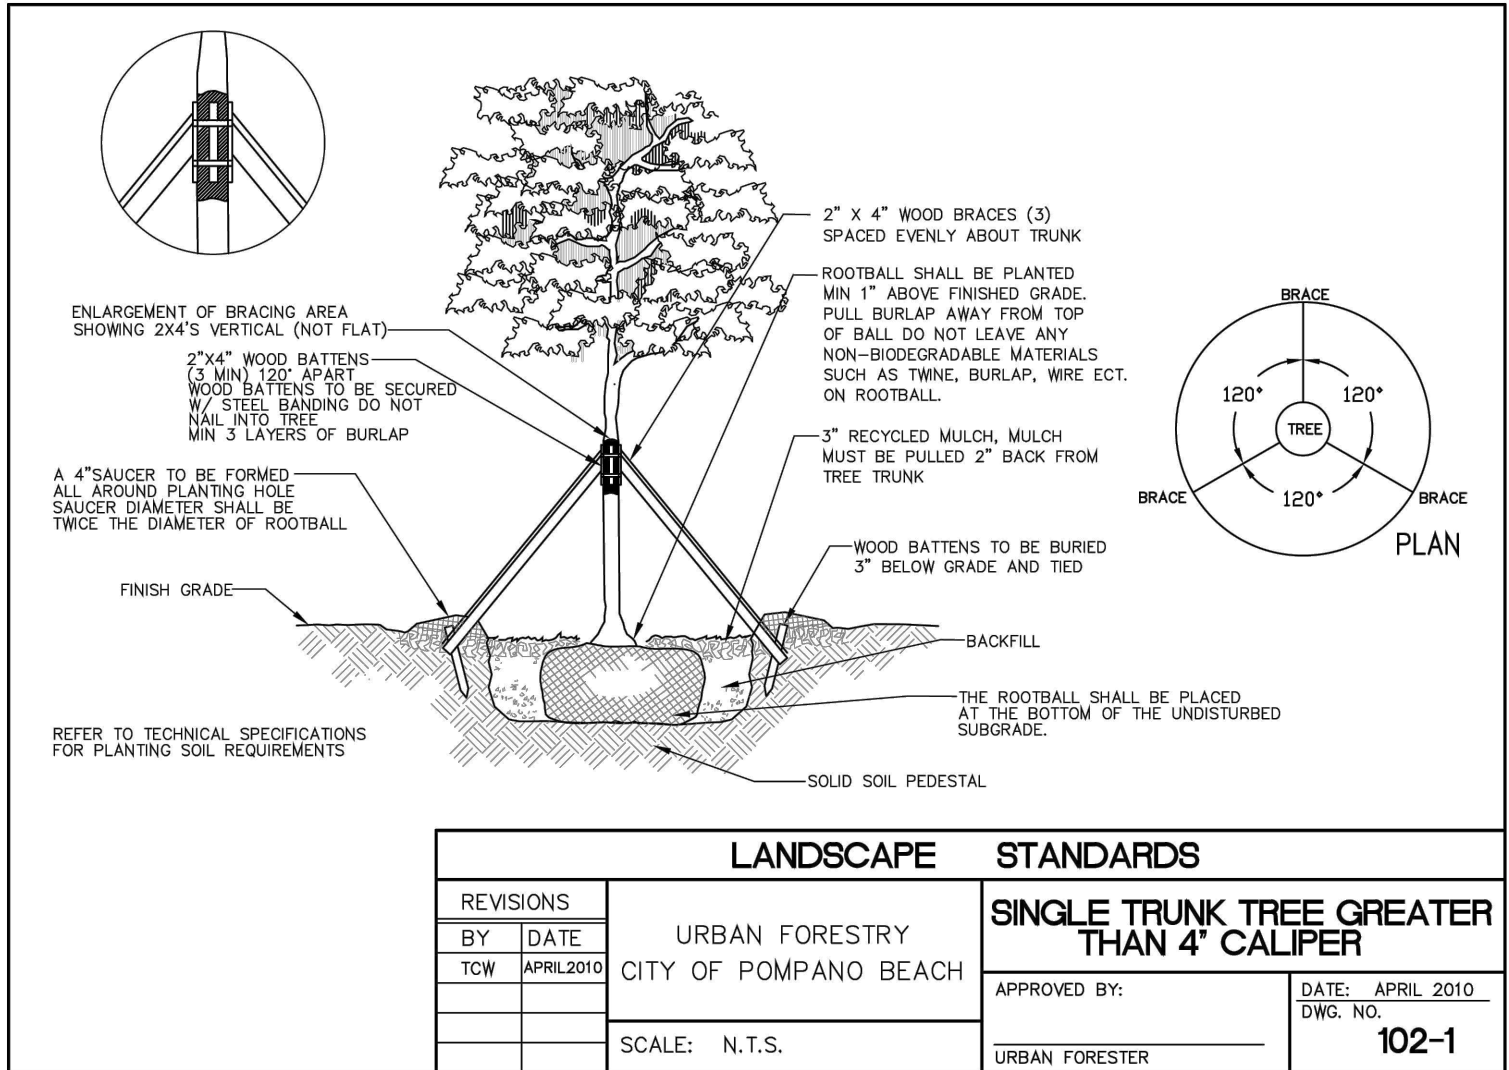 ENLARGEMENT OF BRACING AREA
SHOWING 2X4'S VERTICAL (NOT FLAT)
2"X4" WOOD BATTENS
(3 MIN) 120° APART
WOOD BATTENS TO BE SECURED
W/ STEEL BANDING DO NOT
NAIL INTO TREE
MIN 3 LAYERS OF BURLAP
A 4"SAUCER TO BE FORMED
ALL AROUND PLANTING HOLE
SAUCER DIAMETER SHALL BE
TWICE THE DIAMETER OF ROOTBALL
FINISH GRADE
REFER TO TECHNICAL SPECIFICATIONS
FOR PLANTING SOIL REQUIREMENTS
2" X 4" WOOD BRACES (3)
SPACED EVENLY ABOUT TRUNK
ROOTBALL SHALL BE PLANTED
MIN 1" ABOVE FINISHED GRADE.
PULL BURLAP AWAY FROM TOP
OF BALL DO NOT LEAVE ANY
NON-BIODEGRADABLE MATERIALS
SUCH AS TWINE, BURLAP, WIRE ECT.
ON ROOTBALL.
3" RECYCLED MULCH, MULCH
MUST BE PULLED 2" BACK FROM
TREE TRUNK
WOOD BATTENS TO BE BURIED
3" BELOW GRADE AND TIED
BACKFILL
THE ROOTBALL SHALL BE PLACED
AT THE BOTTOM OF THE UNDISTURBED
SUBGRADE.
SOLID SOIL PEDESTAL
BRACE
120° 120°
TREE
BRACE 120° BRACE
PLAN
LANDSCAPE STANDARDS
REVISIONS
BY DATE
TCW APRIL2010
URBAN FORESTRY
CITY OF POMPANO BEACH
SCALE: N.T.S.
SINGLE TRUNK TREE GREATER
THAN 4" CALIPER
APPROVED BY:
URBAN FORESTER
DATE: APRIL 2010
DWG. NO.
102-1